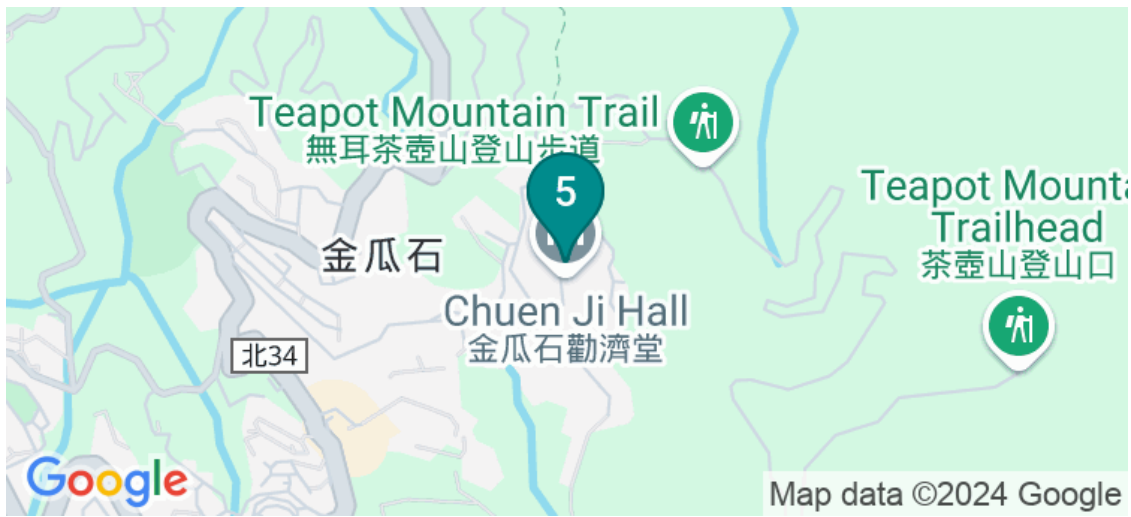 Teapot Mountain Trail
無耳茶壺山登山步道
5
Teapot Mounta
Trailhead
茶壺山登山口
金瓜石
Chuen Ji Hall
金瓜石勸濟堂
北34
Google
Map data ©2024 Google